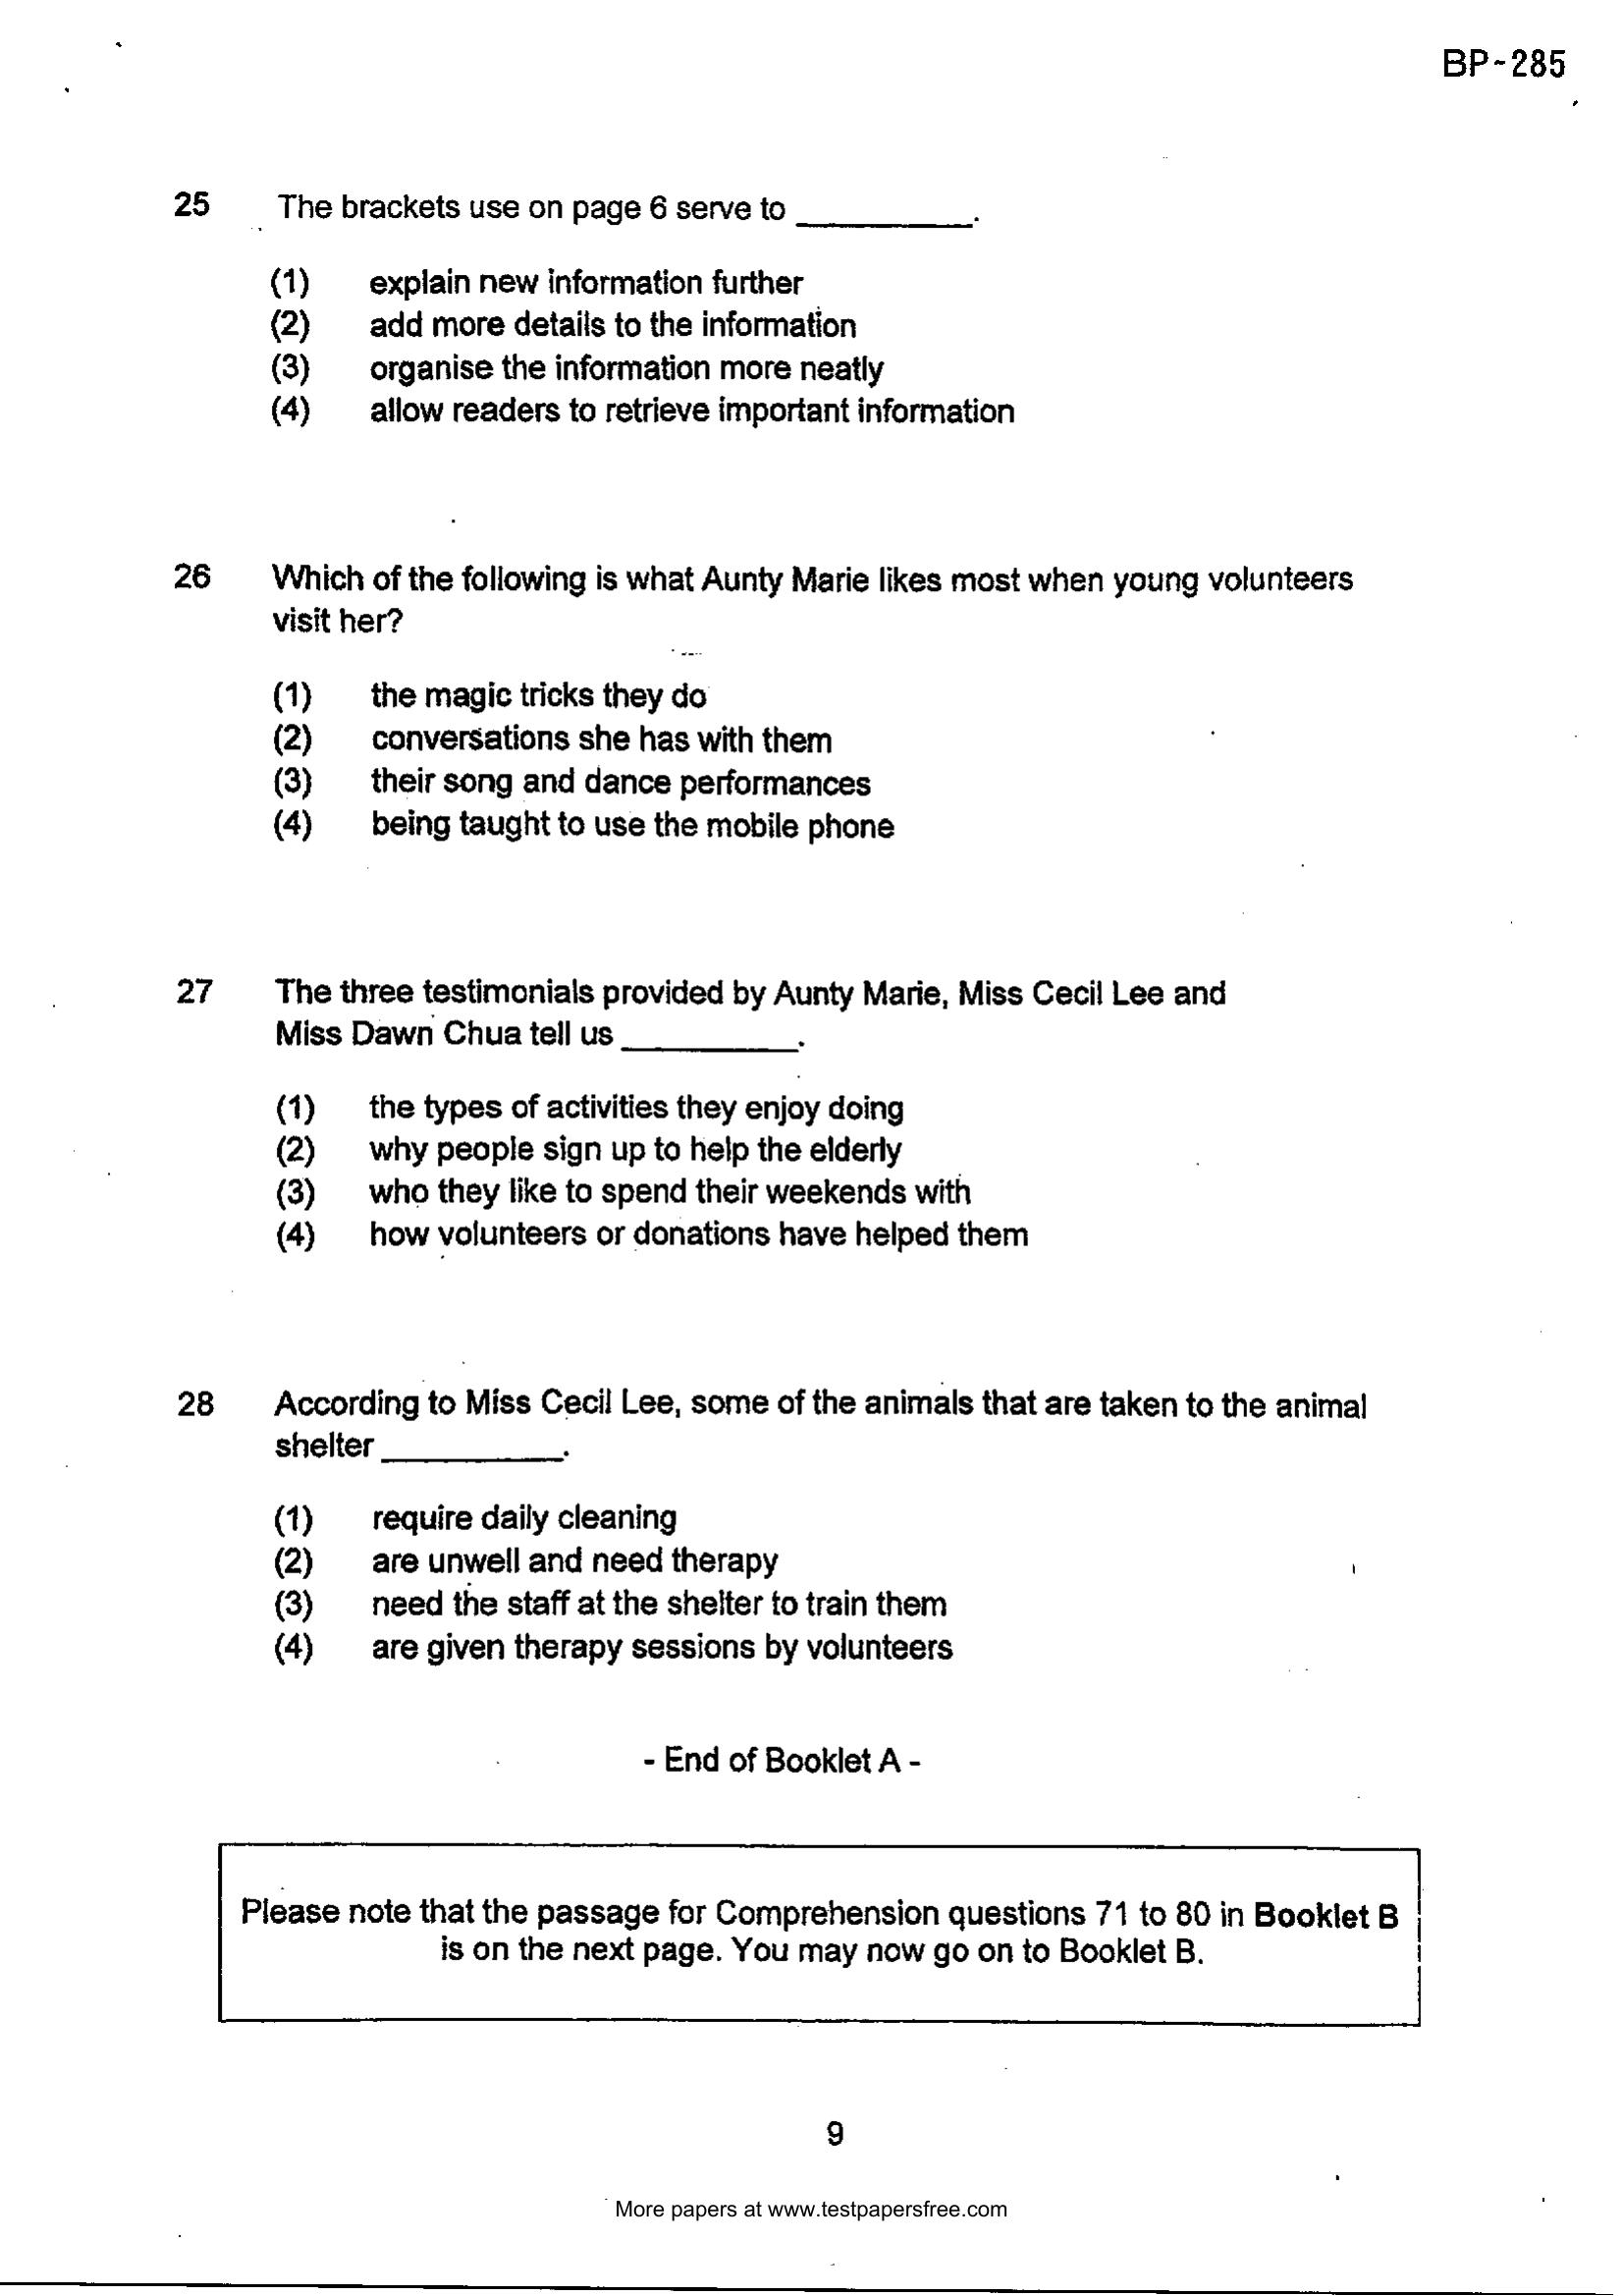 BP-285
25 The brackets use on page 6 serve to __________.
(1) explain new information further
(2) add more details to the information
(3) organise the information more neatly
(4) allow readers to retrieve important information
26 Which of the following is what Aunty Marie likes most when young volunteers
visit her?
(1) the magic tricks they do
(2) conversations she has with them
(3) their song and dance performances
(4) being taught to use the mobile phone
27 The three testimonials provided by Aunty Marie, Miss Cecil Lee and
Miss Dawn Chua tell us __________.
(1) the types of activities they enjoy doing
(2) why people sign up to help the elderly
(3) who they like to spend their weekends with
(4) how volunteers or donations have helped them
28 According to Miss Cecil Lee, some of the animals that are taken to the animal
shelter __________.
(1) require daily cleaning
(2) are unwell and need therapy
(3) need the staff at the shelter to train them
(4) are given therapy sessions by volunteers
- End of Booklet A -
Please note that the passage for Comprehension questions 71 to 80 in Booklet B
is on the next page. You may now go on to Booklet B.
9
More papers at www.testpapersfree.com